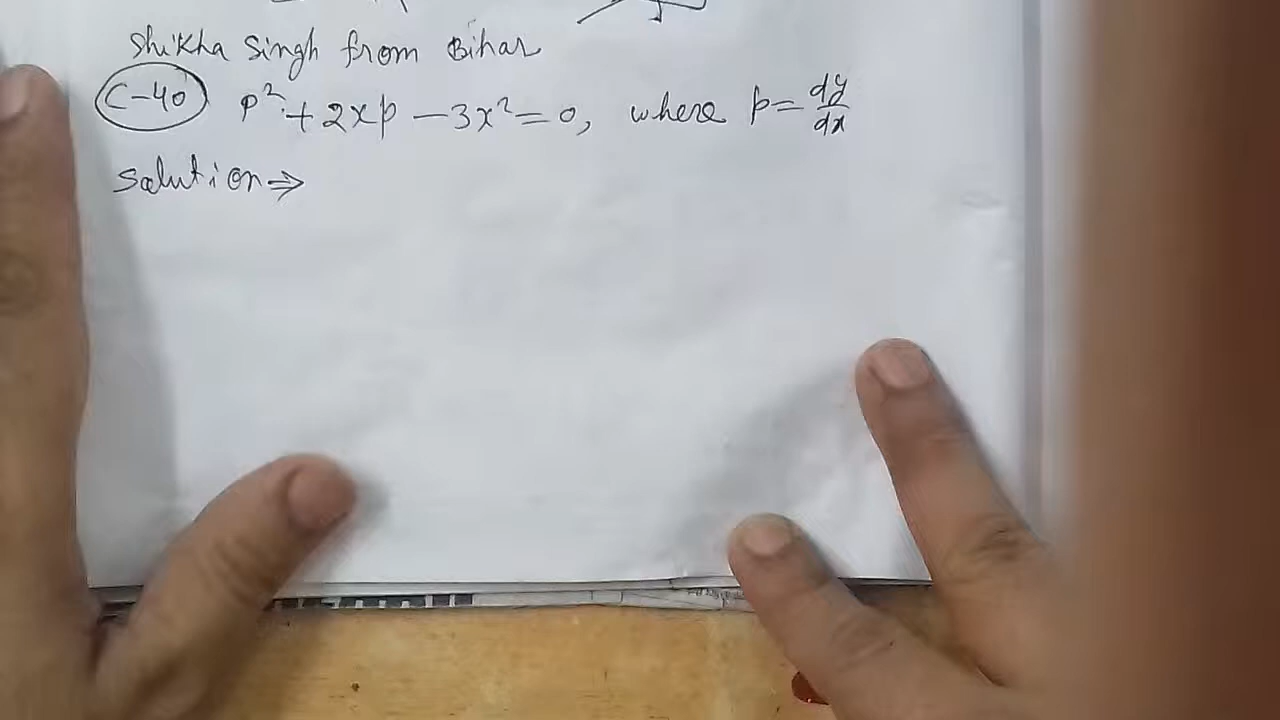 Shikha Singh from Bihar
C-40 p²+2xp-3x²=0, where p=dy/dx
Solution⇒